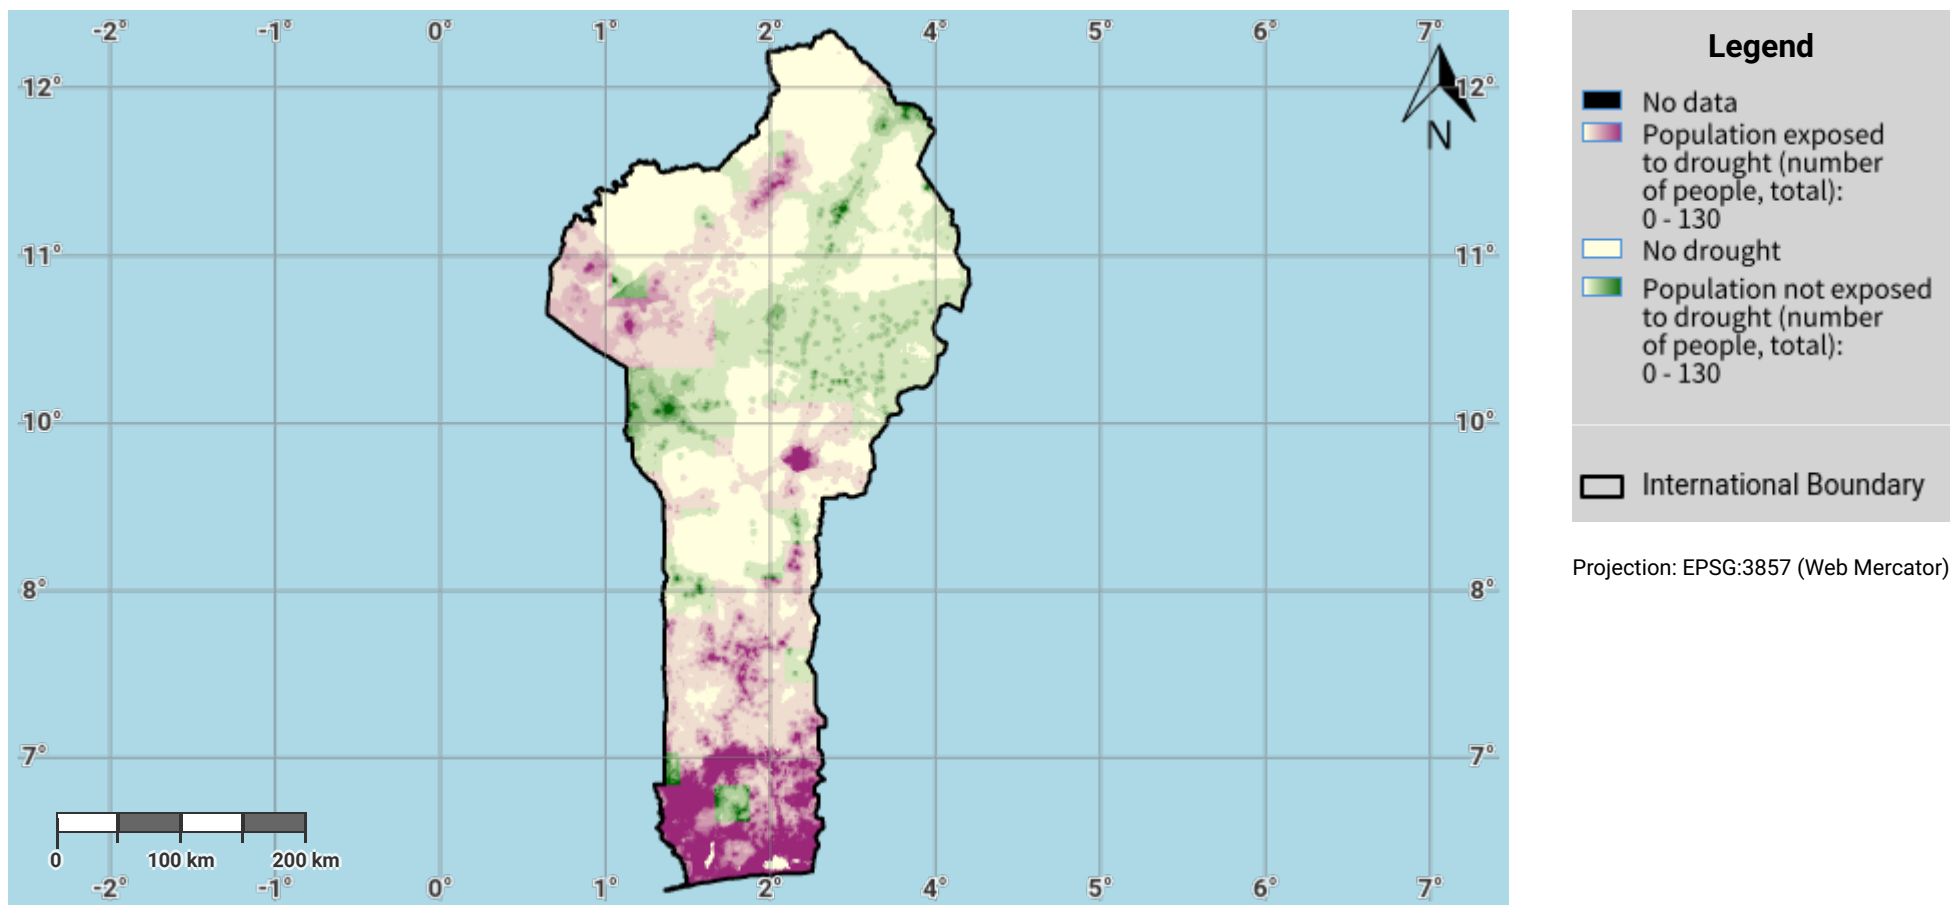 -2° -1° 0° 1° 2° 3° 4° 5° 6° 7°
12° 12°
N
11° 11°
10° 10°
8° 8°
7° 7°
0 100 km 200 km
-2° -1° 0° 1° 2° 3° 4° 5° 6° 7°
Legend
No data
Population exposed
to drought (number
of people, total):
0 - 130
No drought
Population not exposed
to drought (number
of people, total):
0 - 130
International Boundary
Projection: EPSG:3857 (Web Mercator)